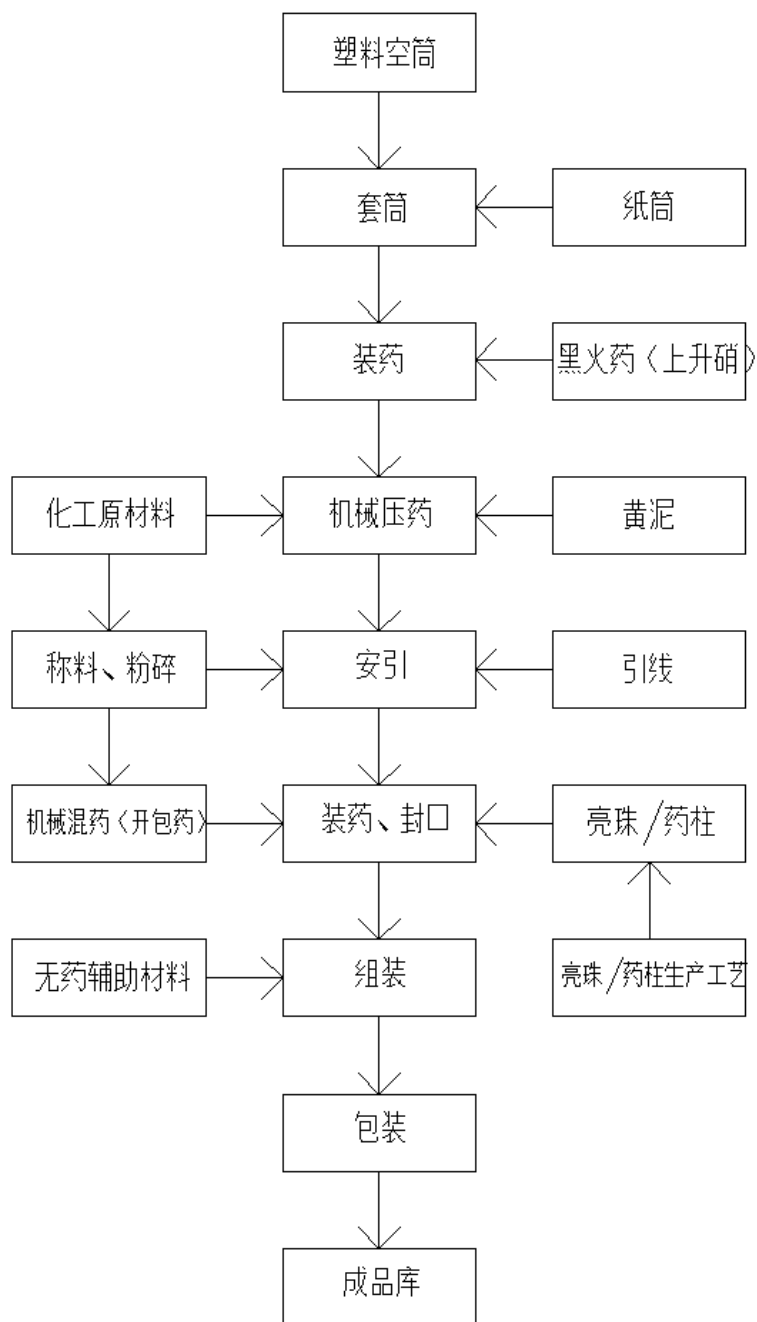 塑料空筒
套筒
纸筒
装药
黑火药〈上升硝〉
化工原材料
机械压药
黄泥
称料、粉碎
安引
引线
机械混药〈开包药〉
装药、封口
亮珠/药柱
无药辅助材料
组装
亮珠/药柱生产工艺
包装
成品库